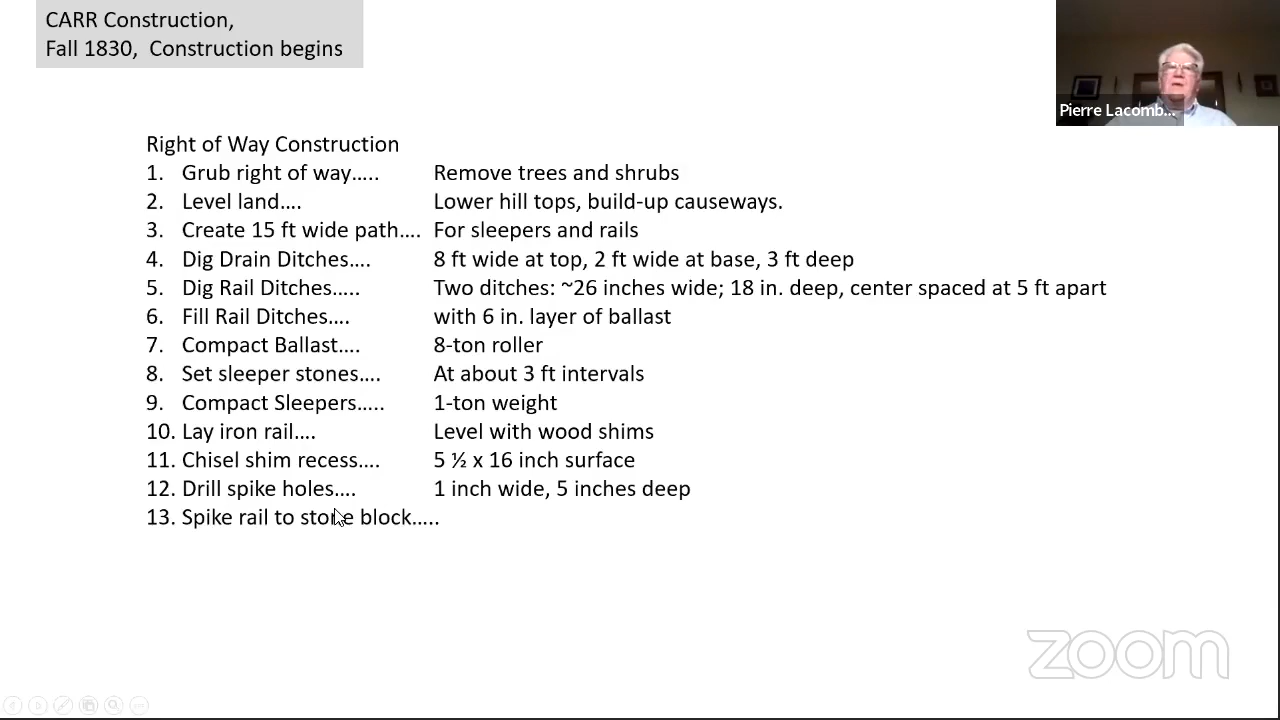 CARR Construction,
Fall 1830, Construction begins
Pierre Lacomb...
Right of Way Construction
1. Grub right of way….. Remove trees and shrubs
2. Level land…. Lower hill tops, build-up causeways.
3. Create 15 ft wide path…. For sleepers and rails
4. Dig Drain Ditches…. 8 ft wide at top, 2 ft wide at base, 3 ft deep
5. Dig Rail Ditches….. Two ditches: ~26 inches wide; 18 in. deep, center spaced at 5 ft apart
6. Fill Rail Ditches…. with 6 in. layer of ballast
7. Compact Ballast…. 8-ton roller
8. Set sleeper stones…. At about 3 ft intervals
9. Compact Sleepers….. 1-ton weight
10. Lay iron rail…. Level with wood shims
11. Chisel shim recess…. 5 ½ x 16 inch surface
12. Drill spike holes…. 1 inch wide, 5 inches deep
13. Spike rail to stone block…..
zoom